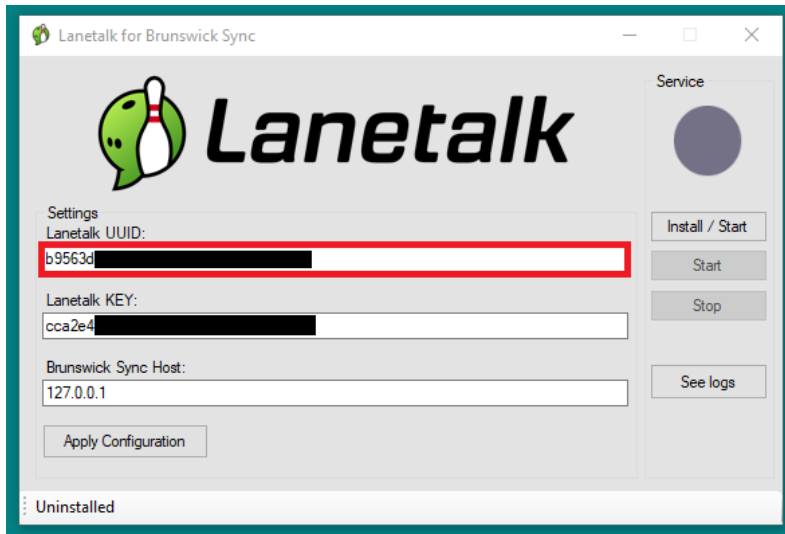 Lanetalk for Brunswick Sync
Lanetalk
Service
Settings
Lanetalk UUID:
b9563d
Install / Start
Start
Lanetalk KEY:
cca2e4
Stop
Brunswick Sync Host:
127.0.0.1
See logs
Apply Configuration
Uninstalled